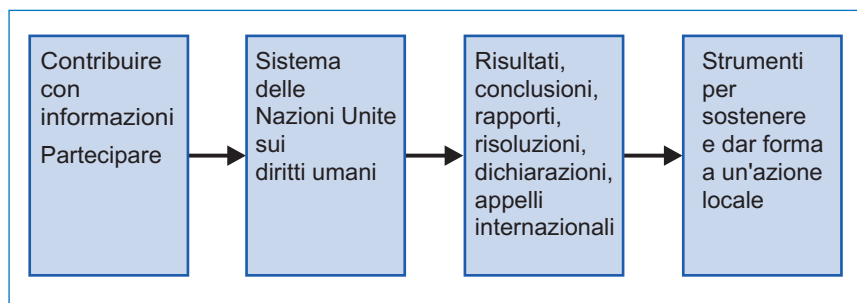 Contribuire
con
informazioni
Partecipare
Sistema
delle
Nazioni Unite
sui
diritti umani
Risultati,
conclusioni,
rapporti,
risoluzioni,
dichiarazioni,
appelli
internazionali
Strumenti
per
sostenere
e dar forma
a un'azione
locale